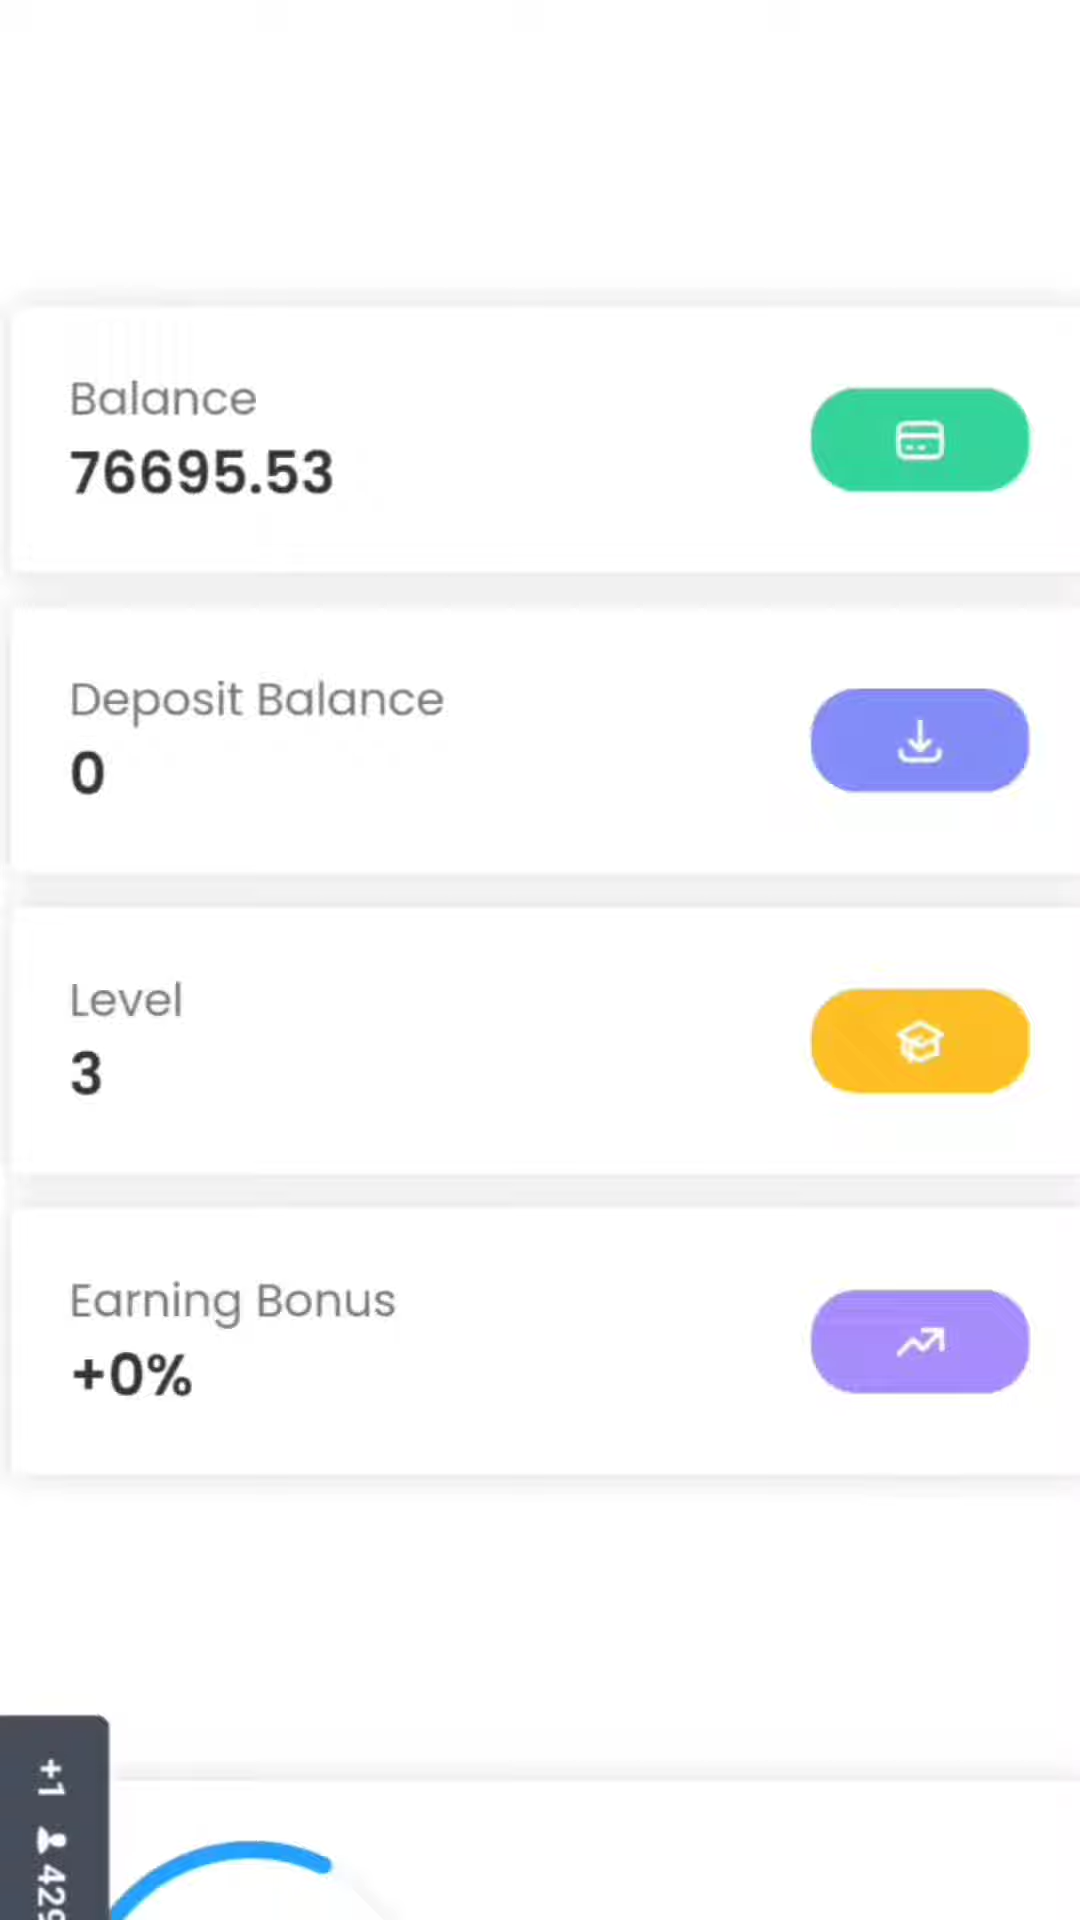 Balance
76695.53
Deposit Balance
0
Level
3
Earning Bonus
+0%
+1